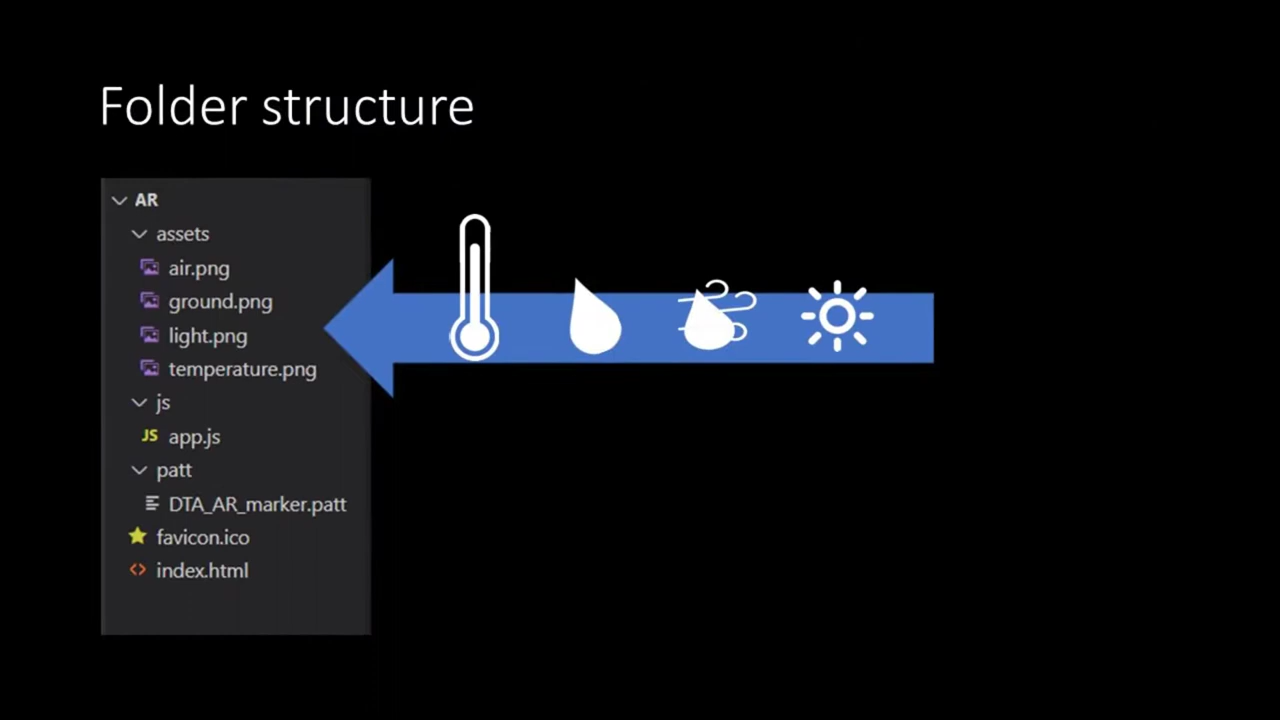 Folder structure
AR
assets
air.png
ground.png
light.png
temperature.png
js
JS app.js
patt
DTA_AR_marker.patt
favicon.ico
<> index.html